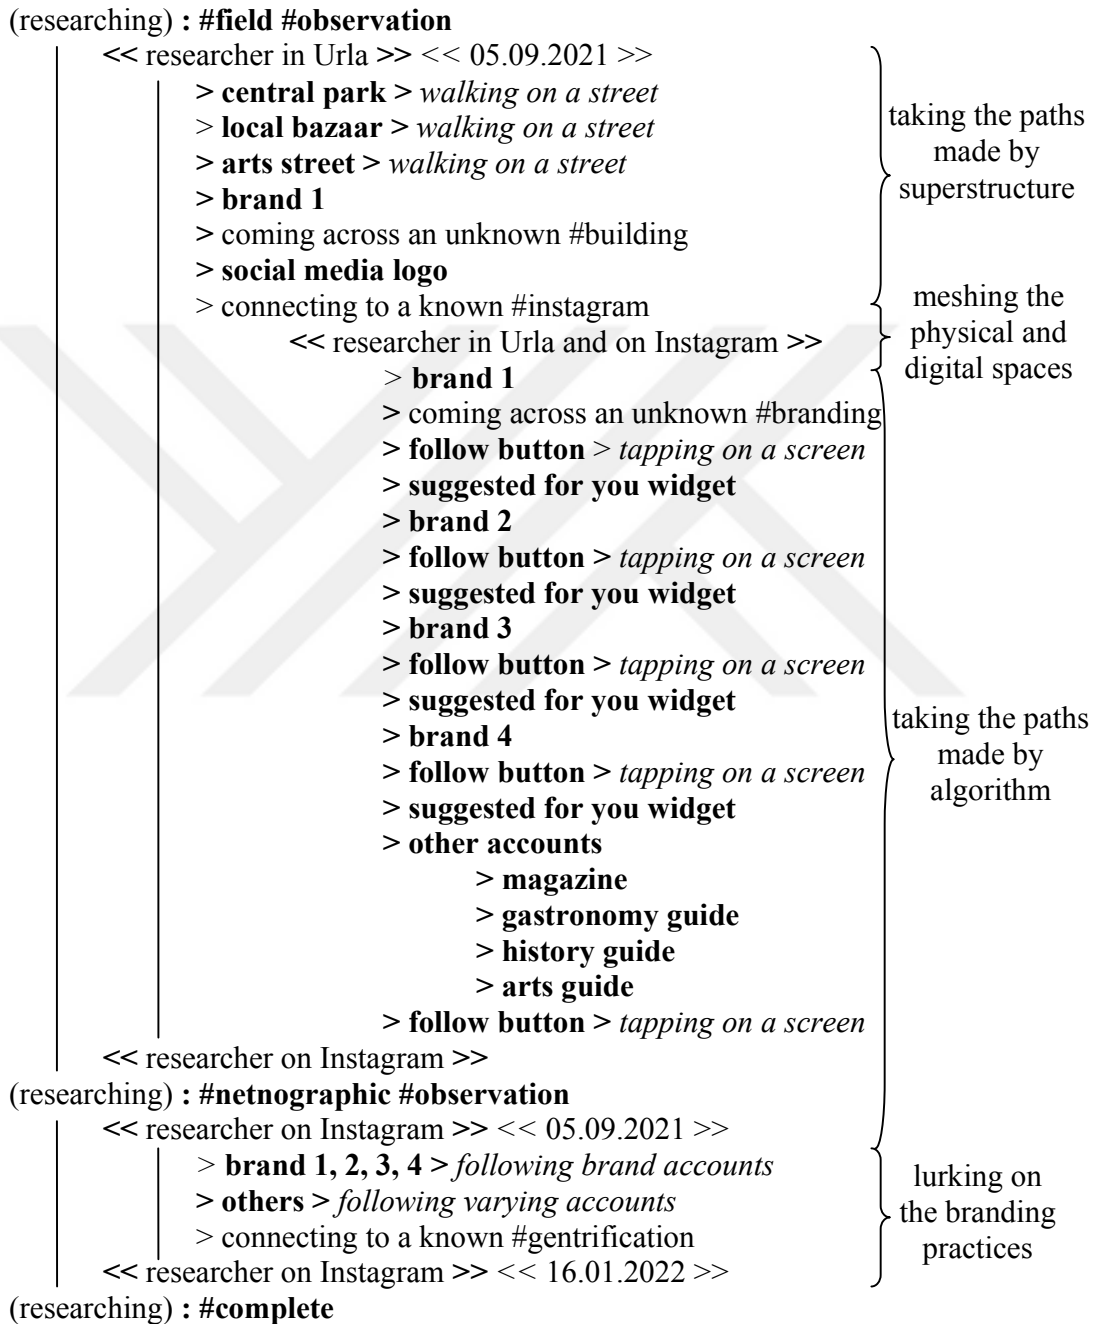 (researching) : #field #observation
<< researcher in Urla >> << 05.09.2021 >>
> central park > walking on a street
> local bazaar > walking on a street
> arts street > walking on a street
> brand 1
> coming across an unknown #building
> social media logo
> connecting to a known #instagram
taking the paths
made by
superstructure
<< researcher in Urla and on Instagram >>
meshing the
physical and
digital spaces
> brand 1
> coming across an unknown #branding
> follow button > tapping on a screen
> suggested for you widget
> brand 2
> follow button > tapping on a screen
> suggested for you widget
> brand 3
> follow button > tapping on a screen
> suggested for you widget
> brand 4
> follow button > tapping on a screen
> suggested for you widget
> other accounts
> magazine
> gastronomy guide
> history guide
> arts guide
> follow button > tapping on a screen
<< researcher on Instagram >>
taking the paths
made by
algorithm
(researching) : #netnographic #observation
<< researcher on Instagram >> << 05.09.2021 >>
> brand 1, 2, 3, 4 > following brand accounts
> others > following varying accounts
> connecting to a known #gentrification
<< researcher on Instagram >> << 16.01.2022 >>
lurking on
the branding
practices
(researching) : #complete